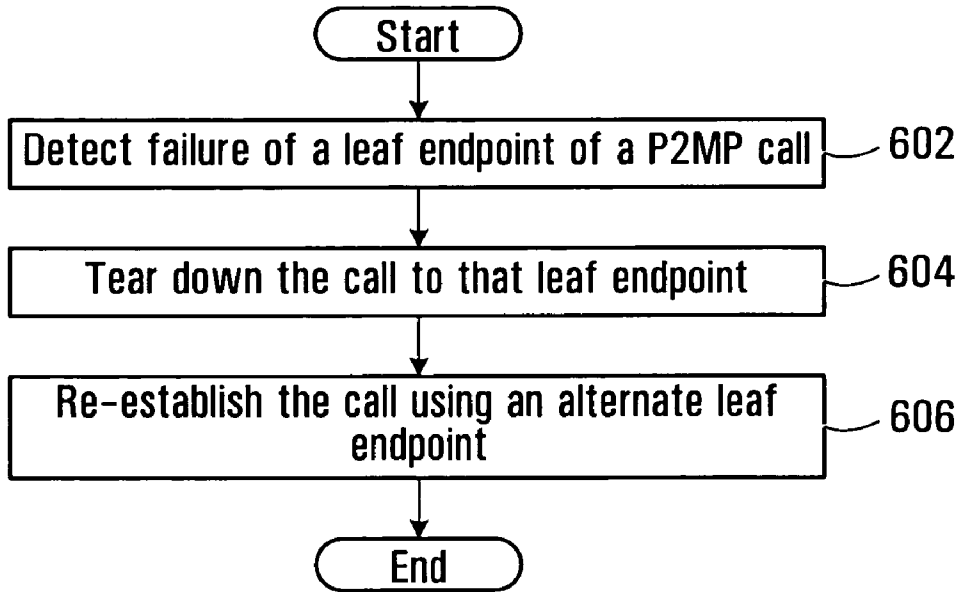 Start
Detect failure of a leaf endpoint of a P2MP call
602
Tear down the call to that leaf endpoint
604
Re-establish the call using an alternate leaf
endpoint
606
End